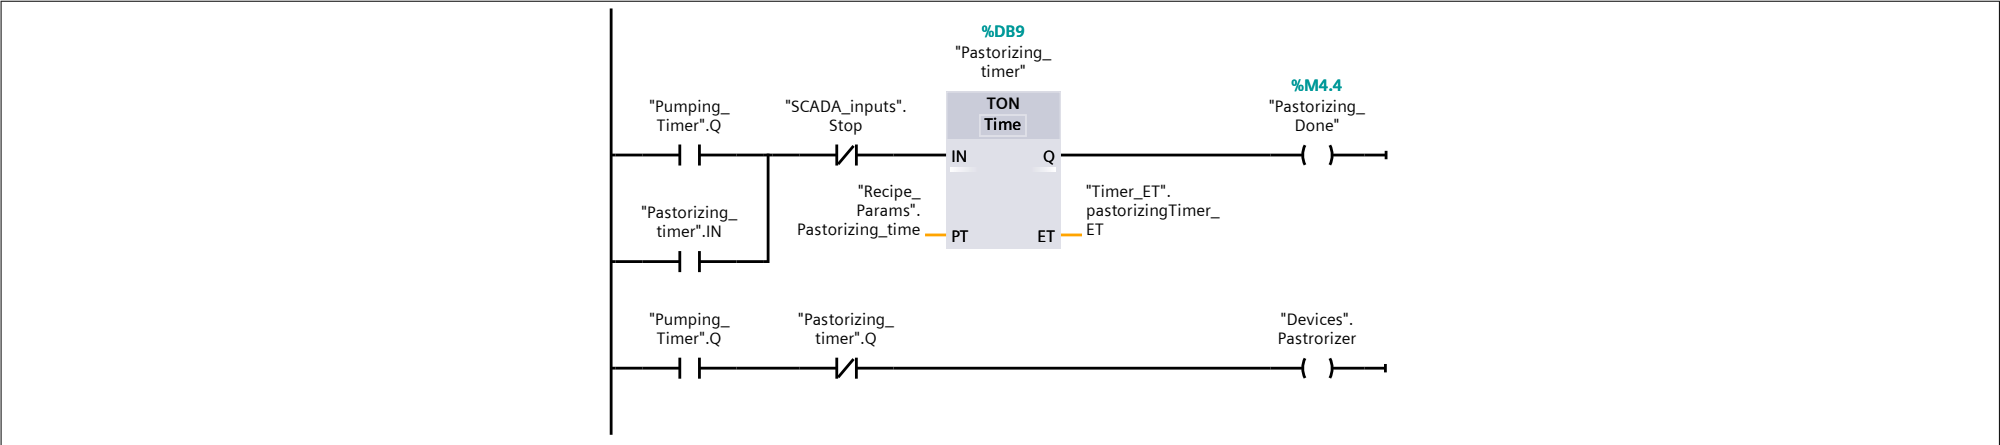 %DB9
"Pastorizing_
timer"
%M4.4
"Pumping_
Timer".Q
"SCADA_inputs".
Stop
TON
Time
"Pastorizing_
Done"
IN
Q
"Pastorizing_
timer".IN
"Recipe_
Params".
Pastorizing_time
PT
ET
"Timer_ET".
pastorizingTimer_
ET
"Pumping_
Timer".Q
"Pastorizing_
timer".Q
"Devices".
Pastrorizer